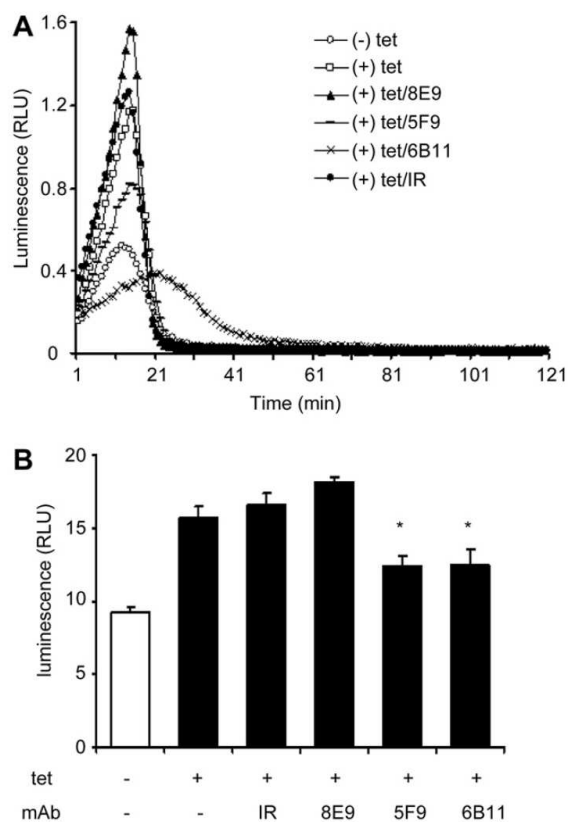 A
1.6
1.2
0.8
0.4
0
Luminescence (RLU)
(-) tet
(+) tet
(+) tet/8E9
(+) tet/5F9
(+) tet/6B11
(+) tet/IR
1 21 41 61 81 101 121
Time (min)
B
20
15
10
5
0
luminescence (RLU)
* *
tet - + + + + +
mAb - - IR 8E9 5F9 6B11